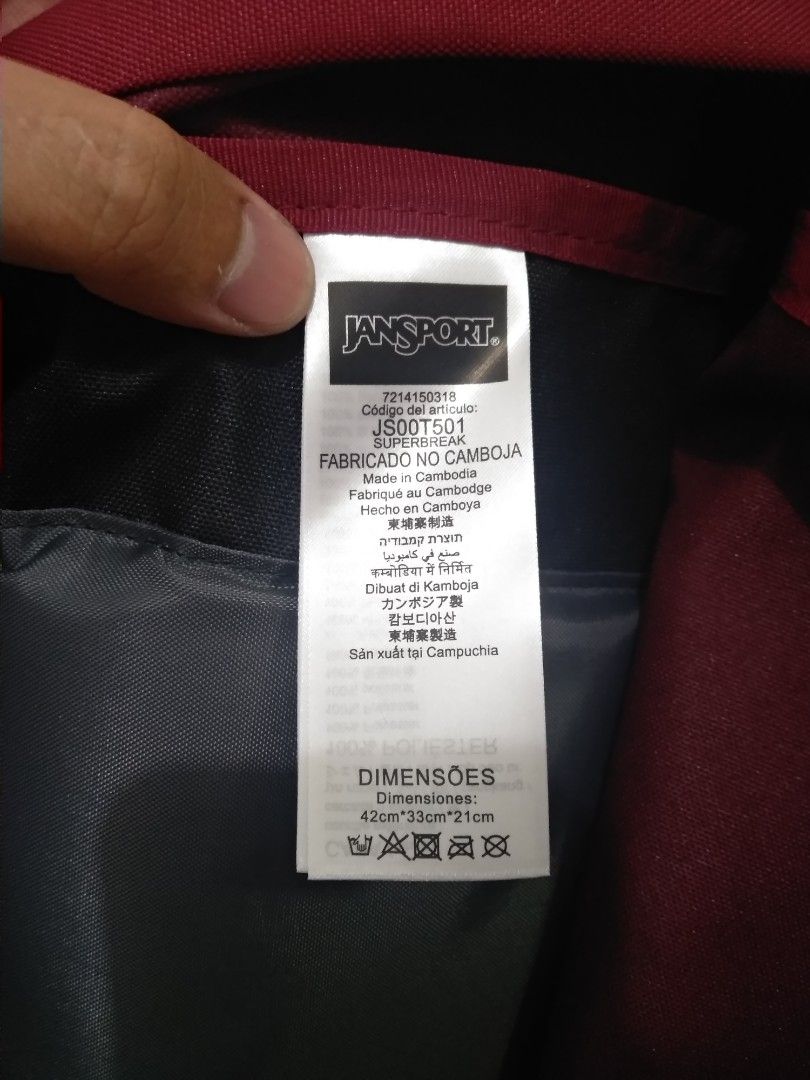 JANSPORT®
7214150318
Código del artículo:
JS00T501
SUPERBREAK
FABRICADO NO CAMBOJA
Made in Cambodia
Fabriqué au Cambodge
Hecho en Camboya
柬埔寨制造
תוצרת קמבודיה
صنع في كامبوديا
कम्बोडिया में निर्मित
Dibuat di Kamboja
カンボジア製
캄보디아산
柬埔寨製造
Sản xuất tại Campuchia
100% POLIESTER
DIMENSÕES
Dimensiones:
42cm*33cm*21cm